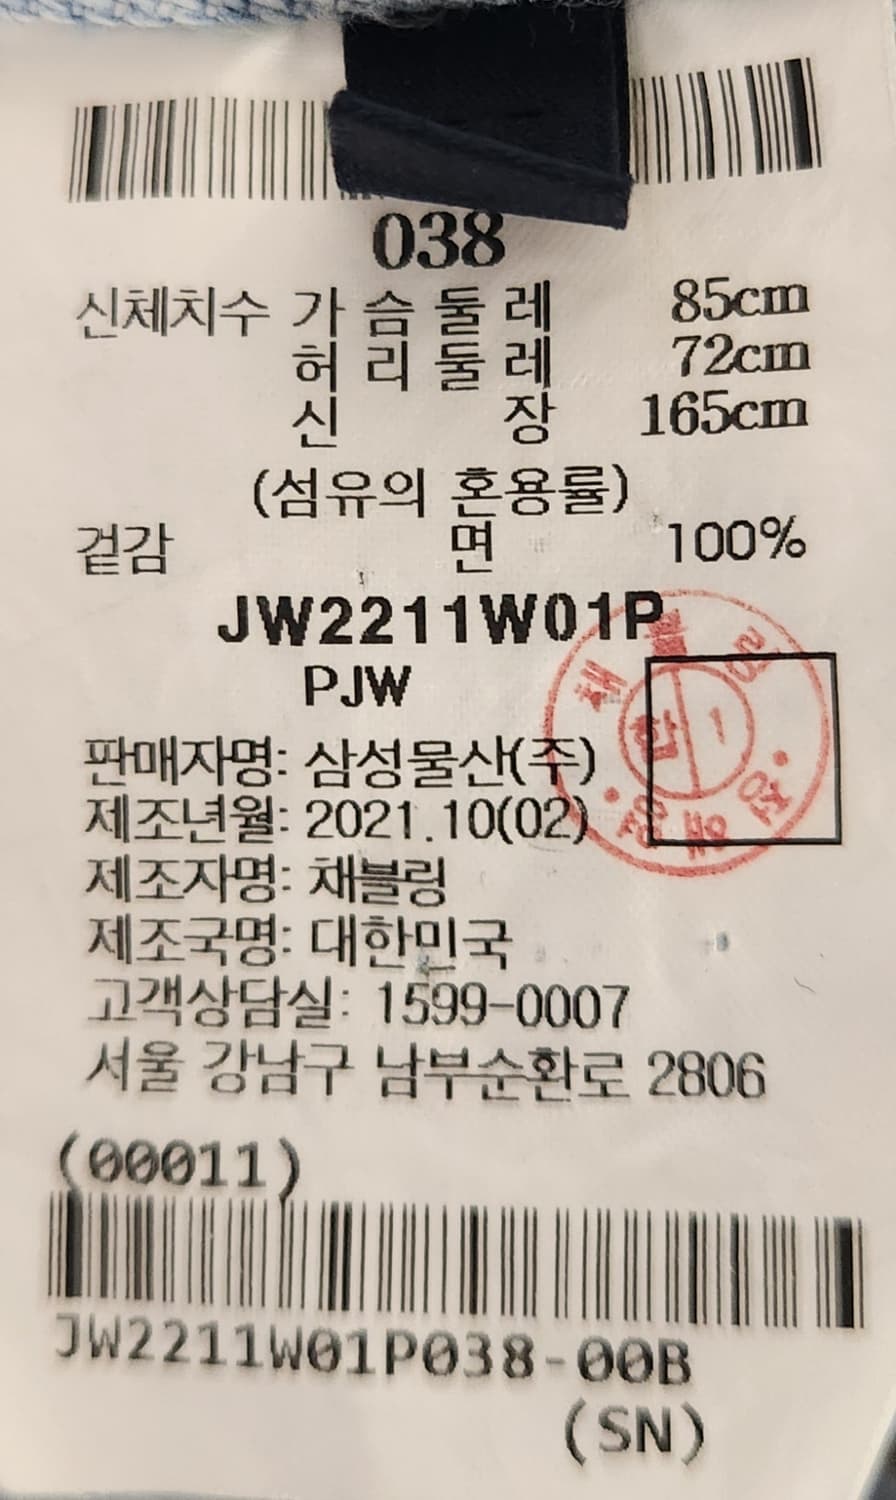 038
신체치수 가슴둘레 85cm
허리둘레 72cm
신장 165cm
(섬유의 혼용률)
겉감 면 100%
JW2211W01P
PJW
판매자명: 삼성물산(주)
제조년월: 2021.10(02)
제조자명: 채블링
제조국명: 대한민국
고객상담실: 1599-0007
서울 강남구 남부순환로 2806
(00011)
JW2211W01P038-00B
(SN)